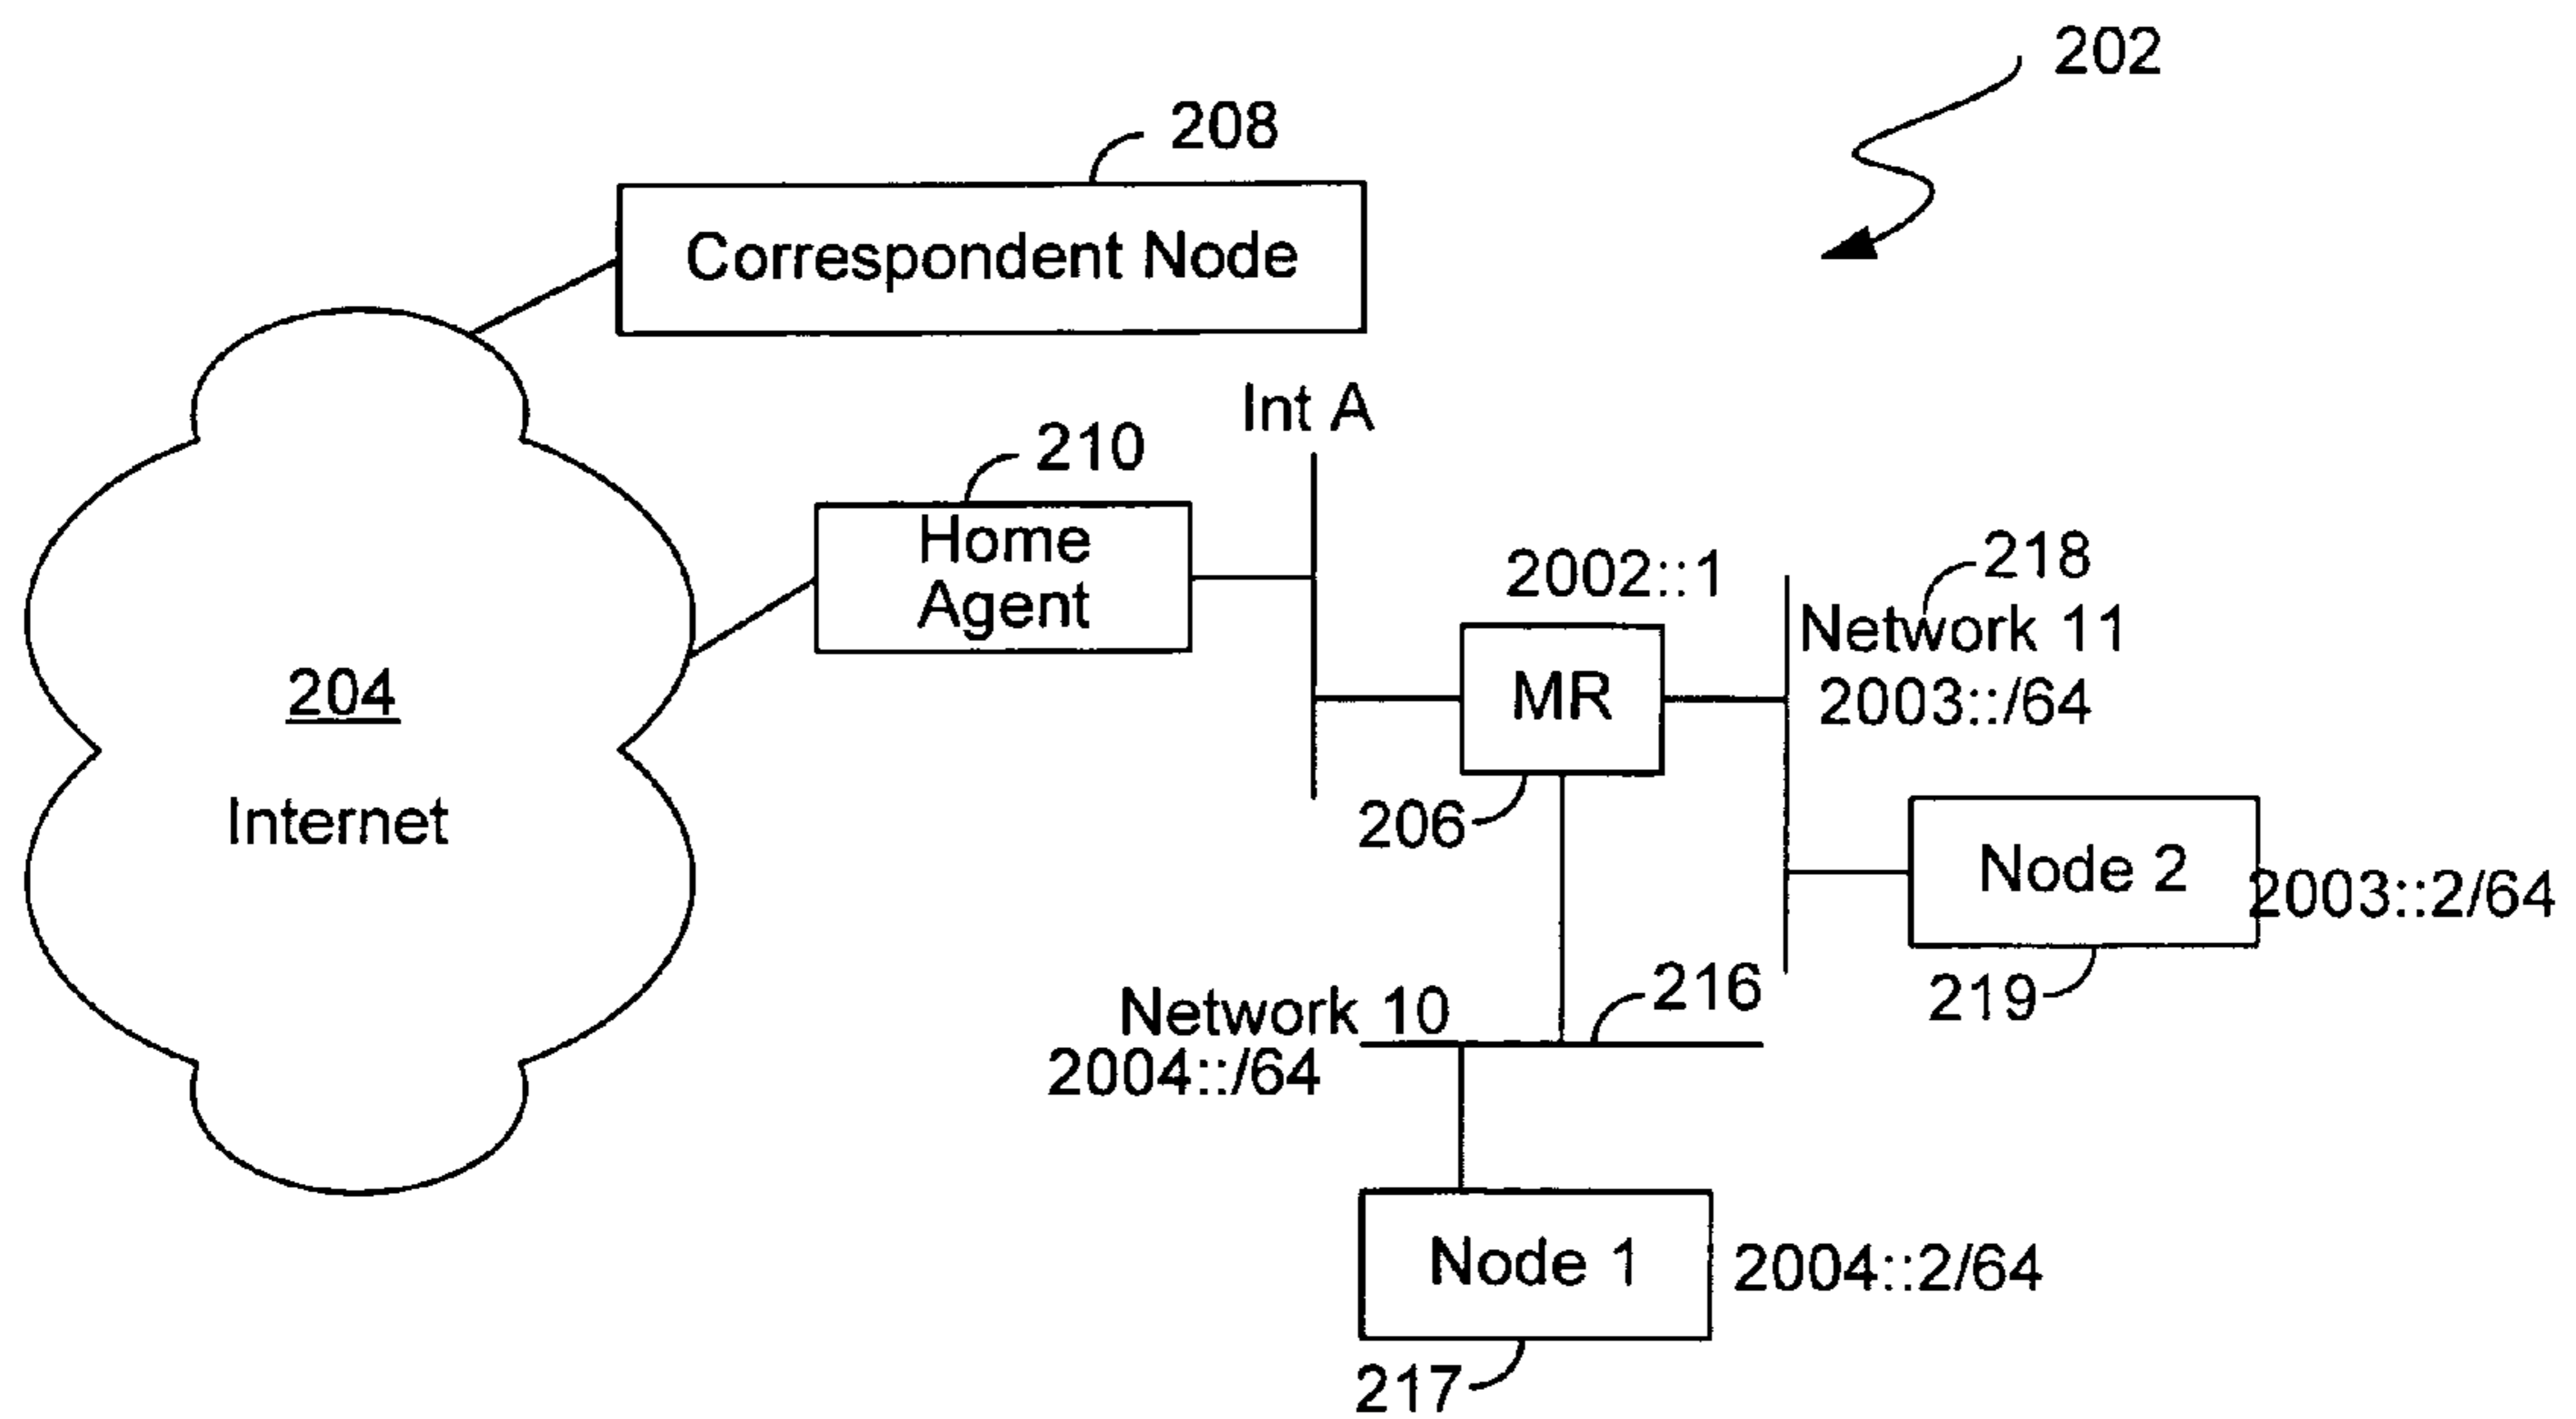 202
208
Correspondent Node
Int A
210
Home
Agent
2002::1
218
Network 11
2003::/64
MR
204
Internet
206
Node 2
2003::2/64
219
216
Network 10
2004::/64
Node 1
2004::2/64
217